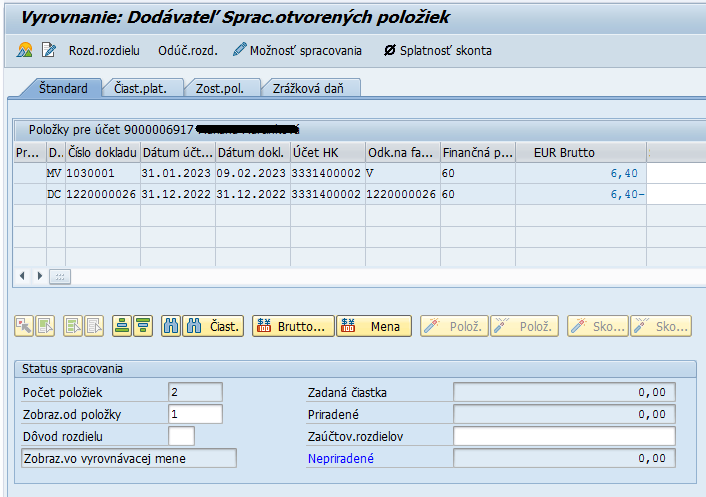 Vyrovnanie: Dodávateľ Sprac.otvorených položiek
Rozd.rozdielu Odúč.rozd. Možnosť spracovania Splatnosť skonta
Štandard Čiast.plat. Zost.pol. Zrážková daň
Položky pre účet 9000006917
Pr... D.. Číslo dokladu Dátum účt... Dátum dokl. Účet HK Odk.na fa... Finančná p... EUR Brutto
MV 1030001 31.01.2023 09.02.2023 3331400002 V 60 6,40
DC 1220000026 31.12.2022 31.12.2022 3331400002 1220000026 60 6,40-
Čiast. Brutto... Mena Polož. Polož. Sko... Sko...
Status spracovania
Počet položiek 2 Zadaná čiastka 0,00
Zobraz.od položky 1 Priradené 0,00
Dôvod rozdielu Zaúčtov.rozdielov
Zobraz.vo vyrovnávacej mene Nepriradené 0,00